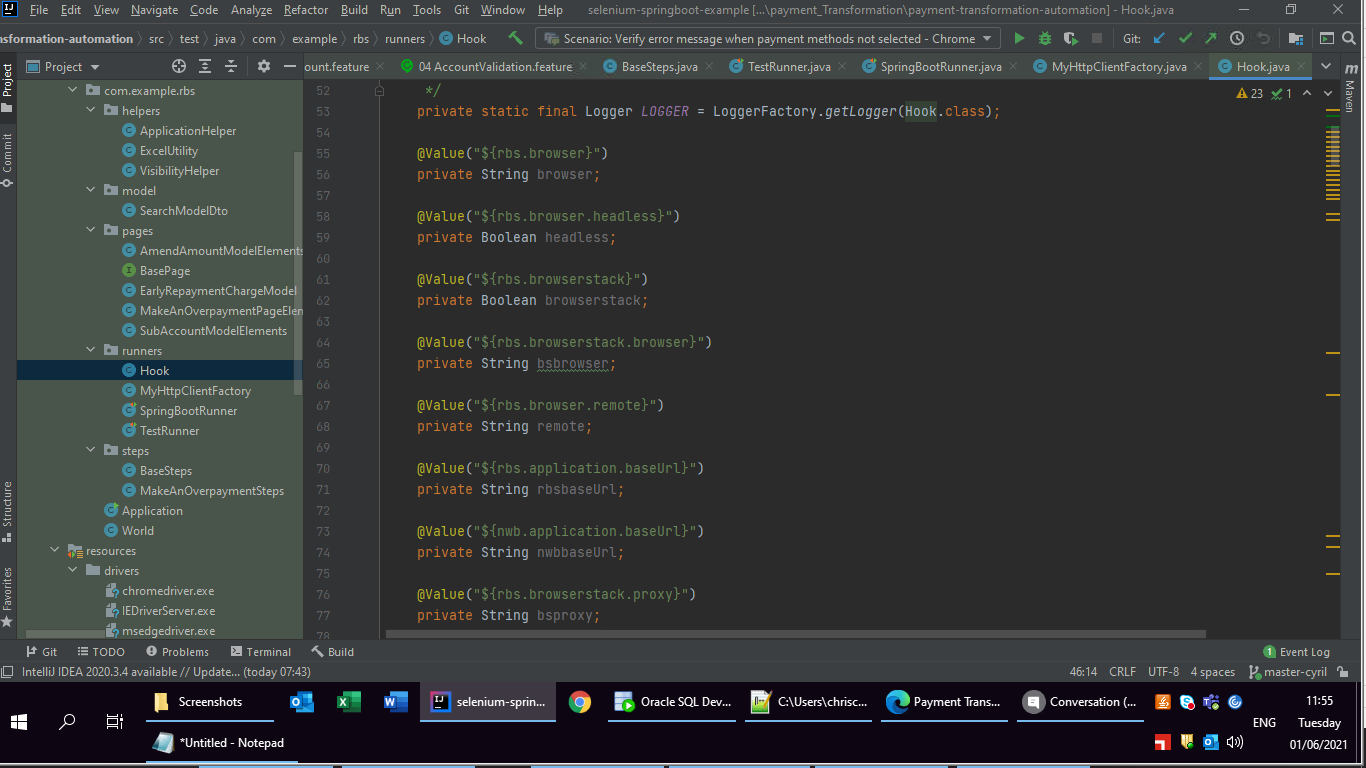 File Edit View Navigate Code Analyze Refactor Build Run Tools Git Window Help selenium-springboot-example [...\payment_Transformation\payment-transformation-automation] - Hook.java
nsformation-automation src test java com example rbs runners Hook Scenario: Verify error message when payment methods not selected - Chrome Git:
Project ount.feature 04 AccountValidation.feature BaseSteps.java TestRunner.java SpringBootRunner.java MyHttpClientFactory.java Hook.java
Project
Commit
Structure
Favorites
Maven
com.example.rbs
helpers
ApplicationHelper
ExcelUtility
VisibilityHelper
model
SearchModelDto
pages
AmendAmountModelElements
BasePage
EarlyRepaymentChargeModel
MakeAnOverpaymentPageElen
SubAccountModelElements
runners
Hook
MyHttpClientFactory
SpringBootRunner
TestRunner
steps
BaseSteps
MakeAnOverpaymentSteps
Application
World
resources
drivers
chromedriver.exe
IEDriverServer.exe
msedgedriver.exe
23 1
52 */
53 private static final Logger LOGGER = LoggerFactory.getLogger(Hook.class);
54
55 @Value("${rbs.browser}")
56 private String browser;
57
58 @Value("${rbs.browser.headless}")
59 private Boolean headless;
60
61 @Value("${rbs.browserstack}")
62 private Boolean browserstack;
63
64 @Value("${rbs.browserstack.browser}")
65 private String bsbrowser;
66
67 @Value("${rbs.browser.remote}")
68 private String remote;
69
70 @Value("${rbs.application.baseUrl}")
71 private String rbsbaseUrl;
72
73 @Value("${nwb.application.baseUrl}")
74 private String nwbbaseUrl;
75
76 @Value("${rbs.browserstack.proxy}")
77 private String bsproxy;
78
Git TODO Problems Terminal Build 1 Event Log
IntelliJ IDEA 2020.3.4 available // Update... (today 07:43) 46:14 CRLF UTF-8 4 spaces master-cyril
Screenshots selenium-sprin... Oracle SQL Dev... C:\Users\chrisc... Payment Trans... Conversation (...
*Untitled - Notepad
ENG
11:55
Tuesday
01/06/2021